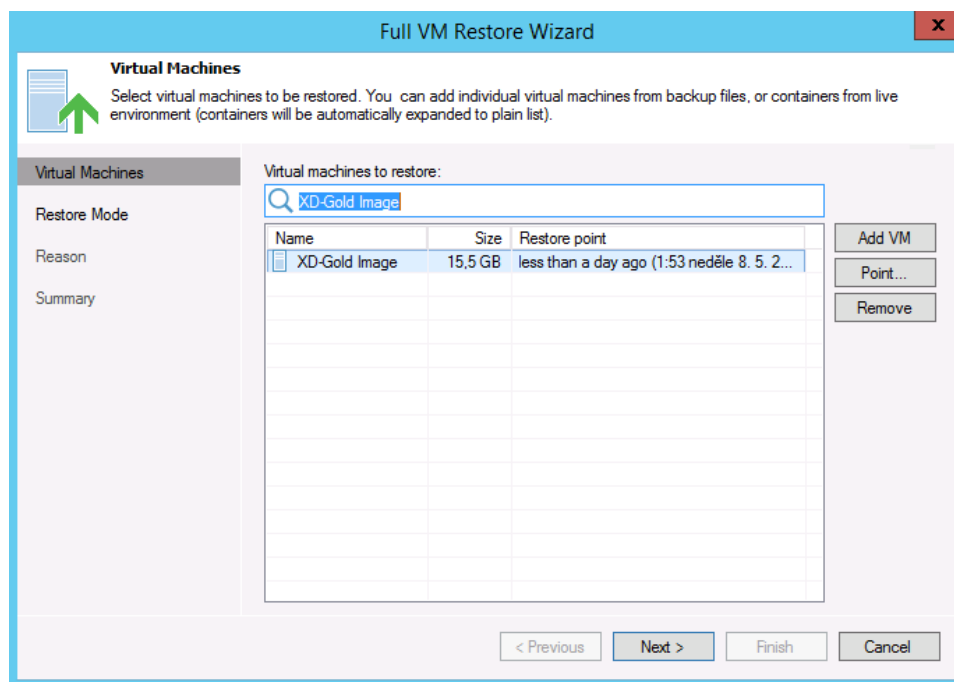 Full VM Restore Wizard
x
Virtual Machines
Select virtual machines to be restored. You can add individual virtual machines from backup files, or containers from live
environment (containers will be automatically expanded to plain list).
Virtual Machines
Restore Mode
Reason
Summary
Virtual machines to restore:
XD-Gold Image
Name Size Restore point
XD-Gold Image 15,5 GB less than a day ago (1:53 neděle 8. 5. 2...
Add VM
Point...
Remove
< Previous Next > Finish Cancel